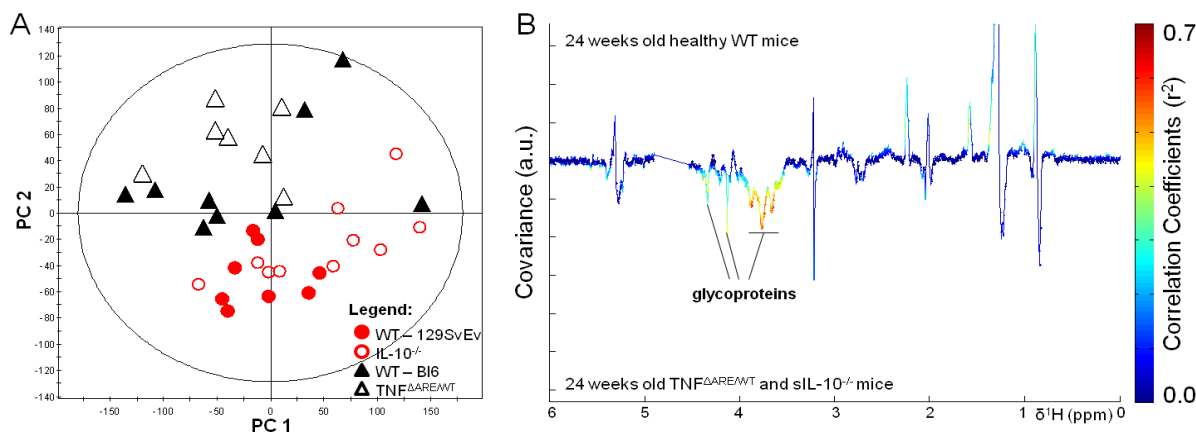 A
140
120
100
80
60
40
20
0
-20
-40
-60
-80
-100
-120
-140
PC 2
-150
-100
-50
0
50
100
150
PC 1
Legend:
WT – 129SvEv
IL-10-/-
WT – BI6
TNFΔARE/WT
B
24 weeks old healthy WT mice
Covariance (a.u.)
glycoproteins
24 weeks old TNFΔARE/WT and sIL-10-/- mice
6
5
4
3
2
1
δ1H (ppm)
0
0.7
Correlation Coefficients (r2)
0.0